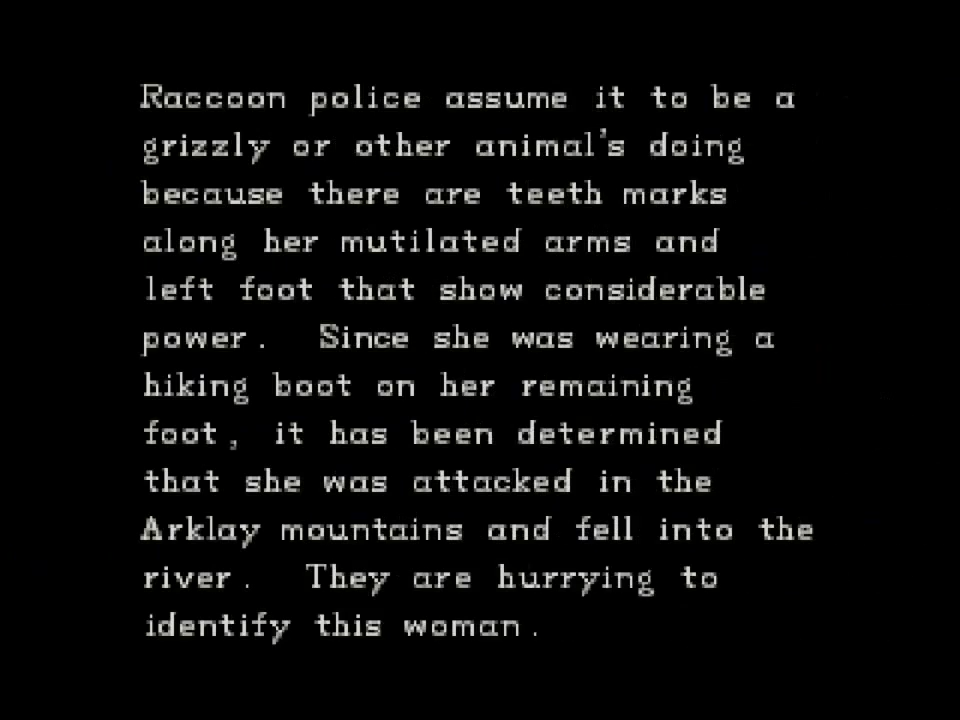 Raccoon police assume it to be a
grizzly or other animal's doing
because there are teeth marks
along her mutilated arms and
left foot that show considerable
power. Since she was wearing a
hiking boot on her remaining
foot, it has been determined
that she was attacked in the
Arklay mountains and fell into the
river. They are hurrying to
identify this woman.